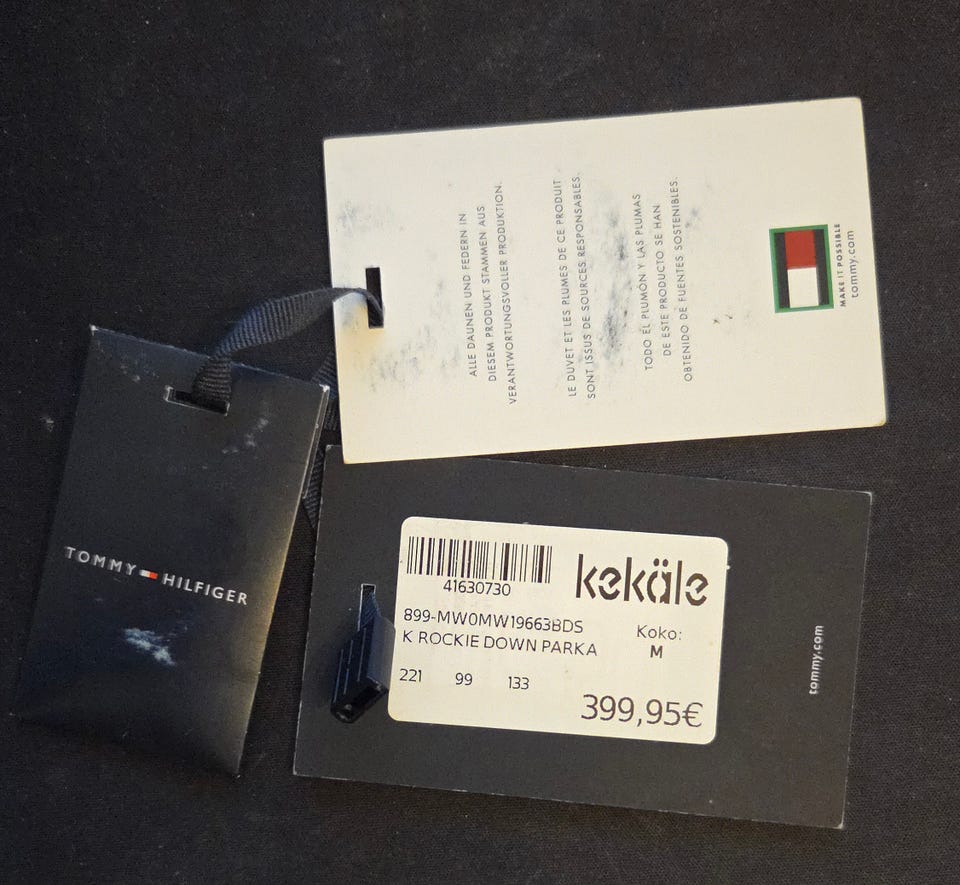 ALLE DAUNEN UND FEDERN IN
DIESEM PRODUKT STAMMEN AUS
VERANTWORTUNGSVOLLER PRODUKTION.
LE DUVET ET LES PLUMES DE CE PRODUIT
SONT ISSUS DE SOURCES RESPONSABLES.
TODO EL PLUMÓN Y LAS PLUMAS
DE ESTE PRODUCTO SE HAN
OBTENIDO DE FUENTES SOSTENIBLES.
MAKE IT POSSIBLE
tommy.com
TOMMY HILFIGER
41630730
kekäle
899-MW0MW19663BDS
K ROCKIE DOWN PARKA
Koko:
M
221 99 133
399,95€
tommy.com